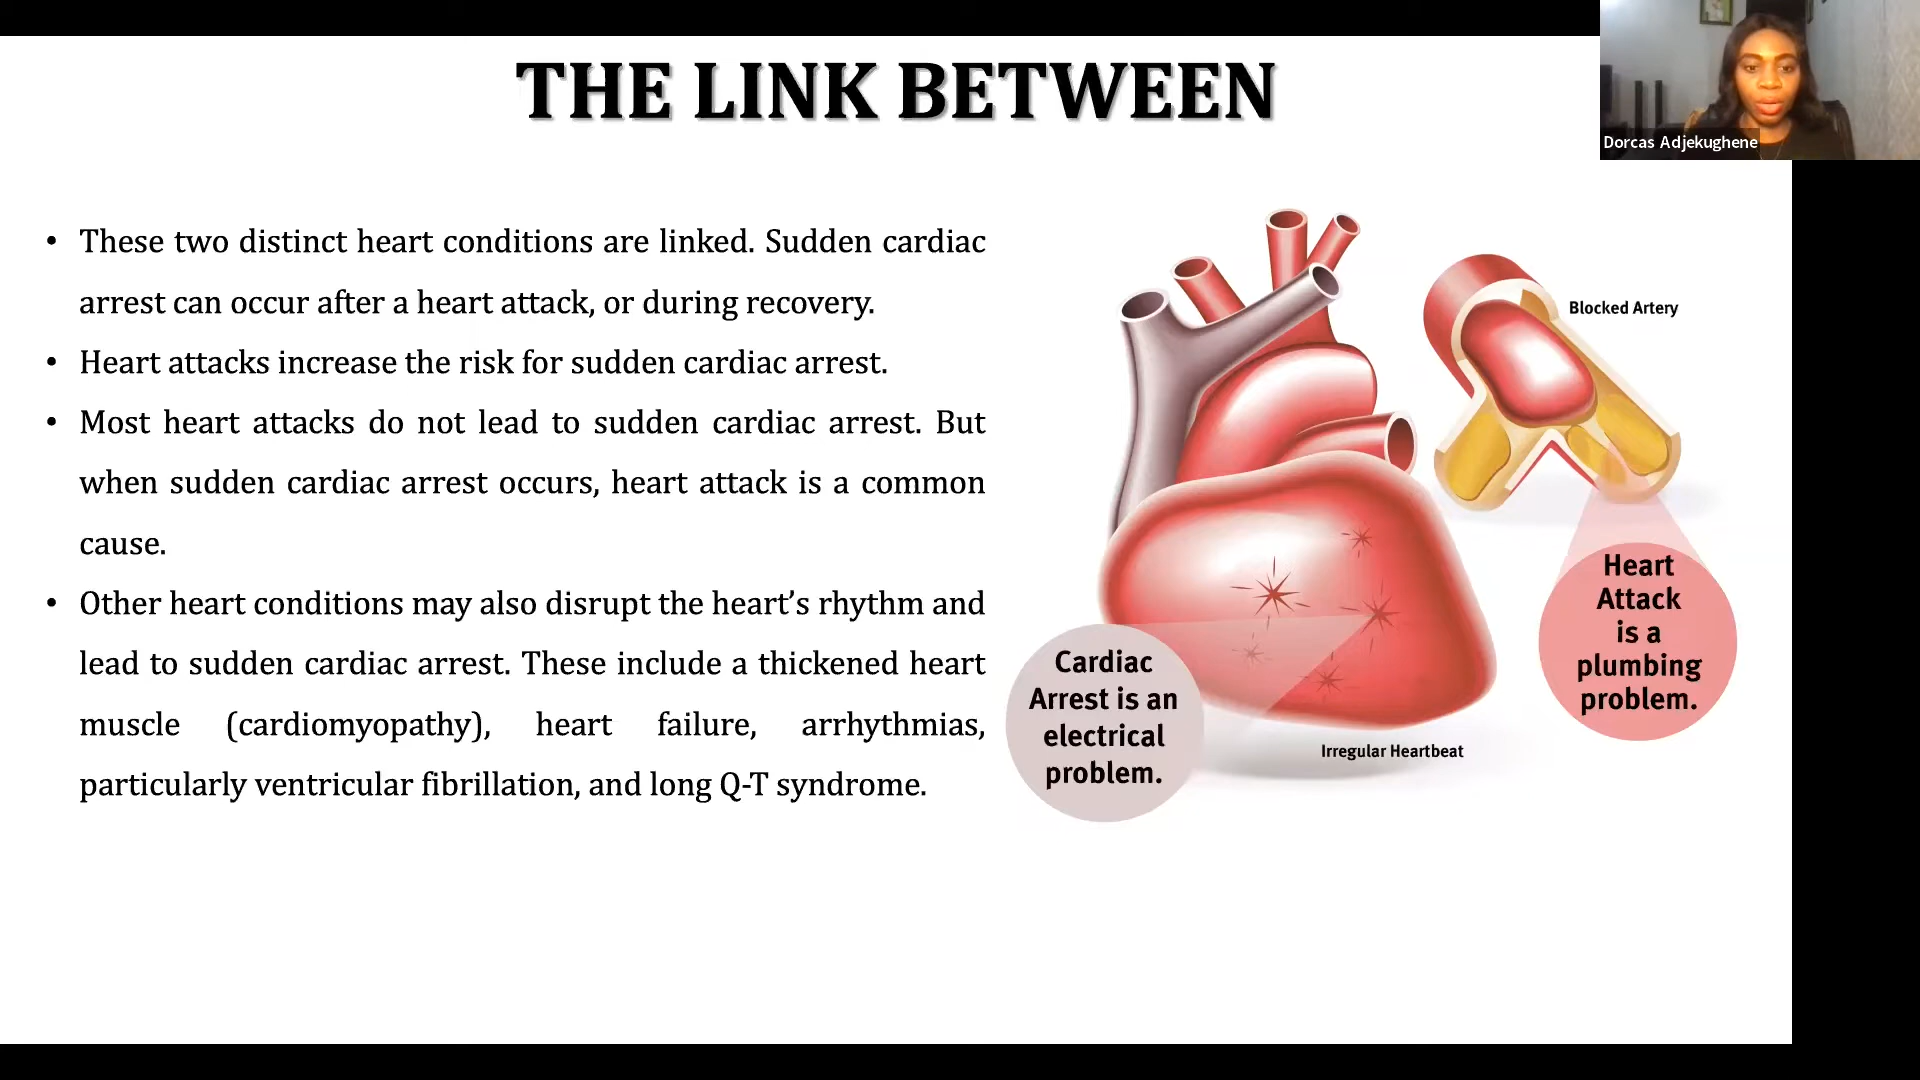 THE LINK BETWEEN
Dorcas Adjekughene
• These two distinct heart conditions are linked. Sudden cardiac
arrest can occur after a heart attack, or during recovery.
• Heart attacks increase the risk for sudden cardiac arrest.
• Most heart attacks do not lead to sudden cardiac arrest. But
when sudden cardiac arrest occurs, heart attack is a common
cause.
• Other heart conditions may also disrupt the heart’s rhythm and
lead to sudden cardiac arrest. These include a thickened heart
muscle (cardiomyopathy), heart failure, arrhythmias,
particularly ventricular fibrillation, and long Q-T syndrome.
Blocked Artery
Heart
Attack
is a
plumbing
problem.
Cardiac
Arrest is an
electrical
problem.
Irregular Heartbeat